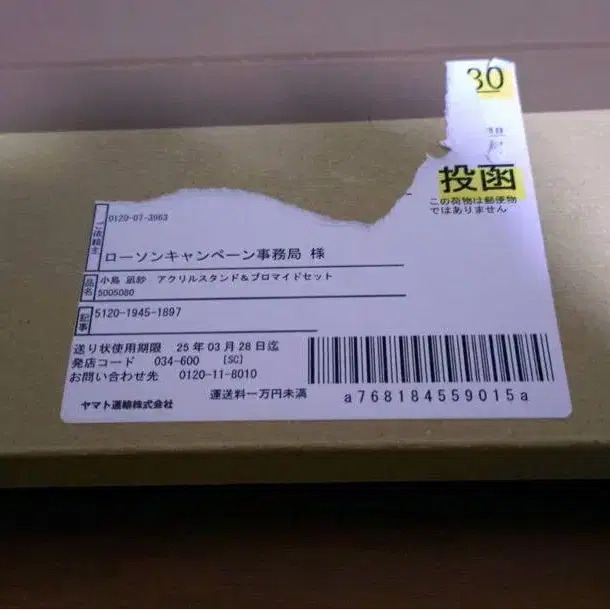 30
投函
この荷物は郵便物
ではありません
0120-07-3963
ご依頼主
ローソンキャンペーン事務局 様
品名
小島 凪紗 アクリルスタンド&ブロマイドセット
5005080
記事
5120-1945-1897
送り状使用期限 25年03月28日迄
発店コード 034-600 [SC]
お問い合わせ先 0120-11-8010
運送料一万円未満
ヤマト運輸株式会社
a768184559015a